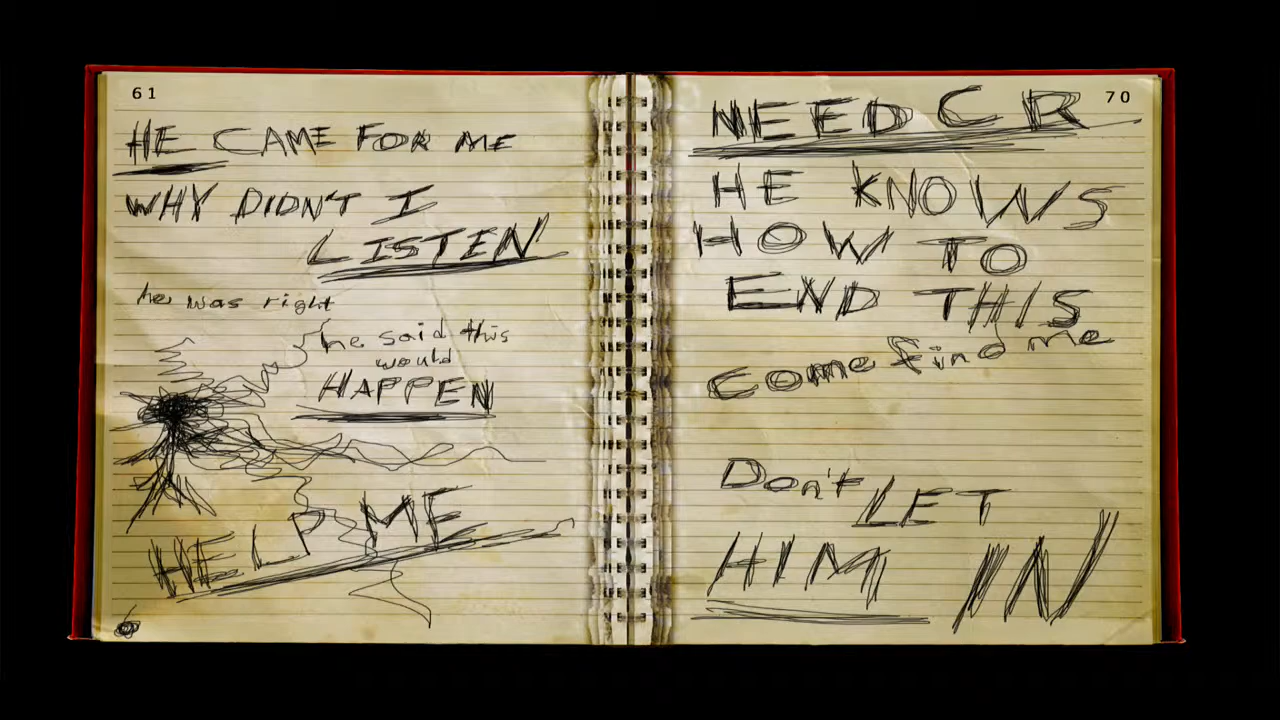 61
HE CAME FOR ME
WHY DIDN'T I
LISTEN
he was right
he said this
would
HAPPEN
HELP ME
70
NEED CR
HE KNOWS
HOW TO
END THIS
come find me
Don't LET
HIM IN